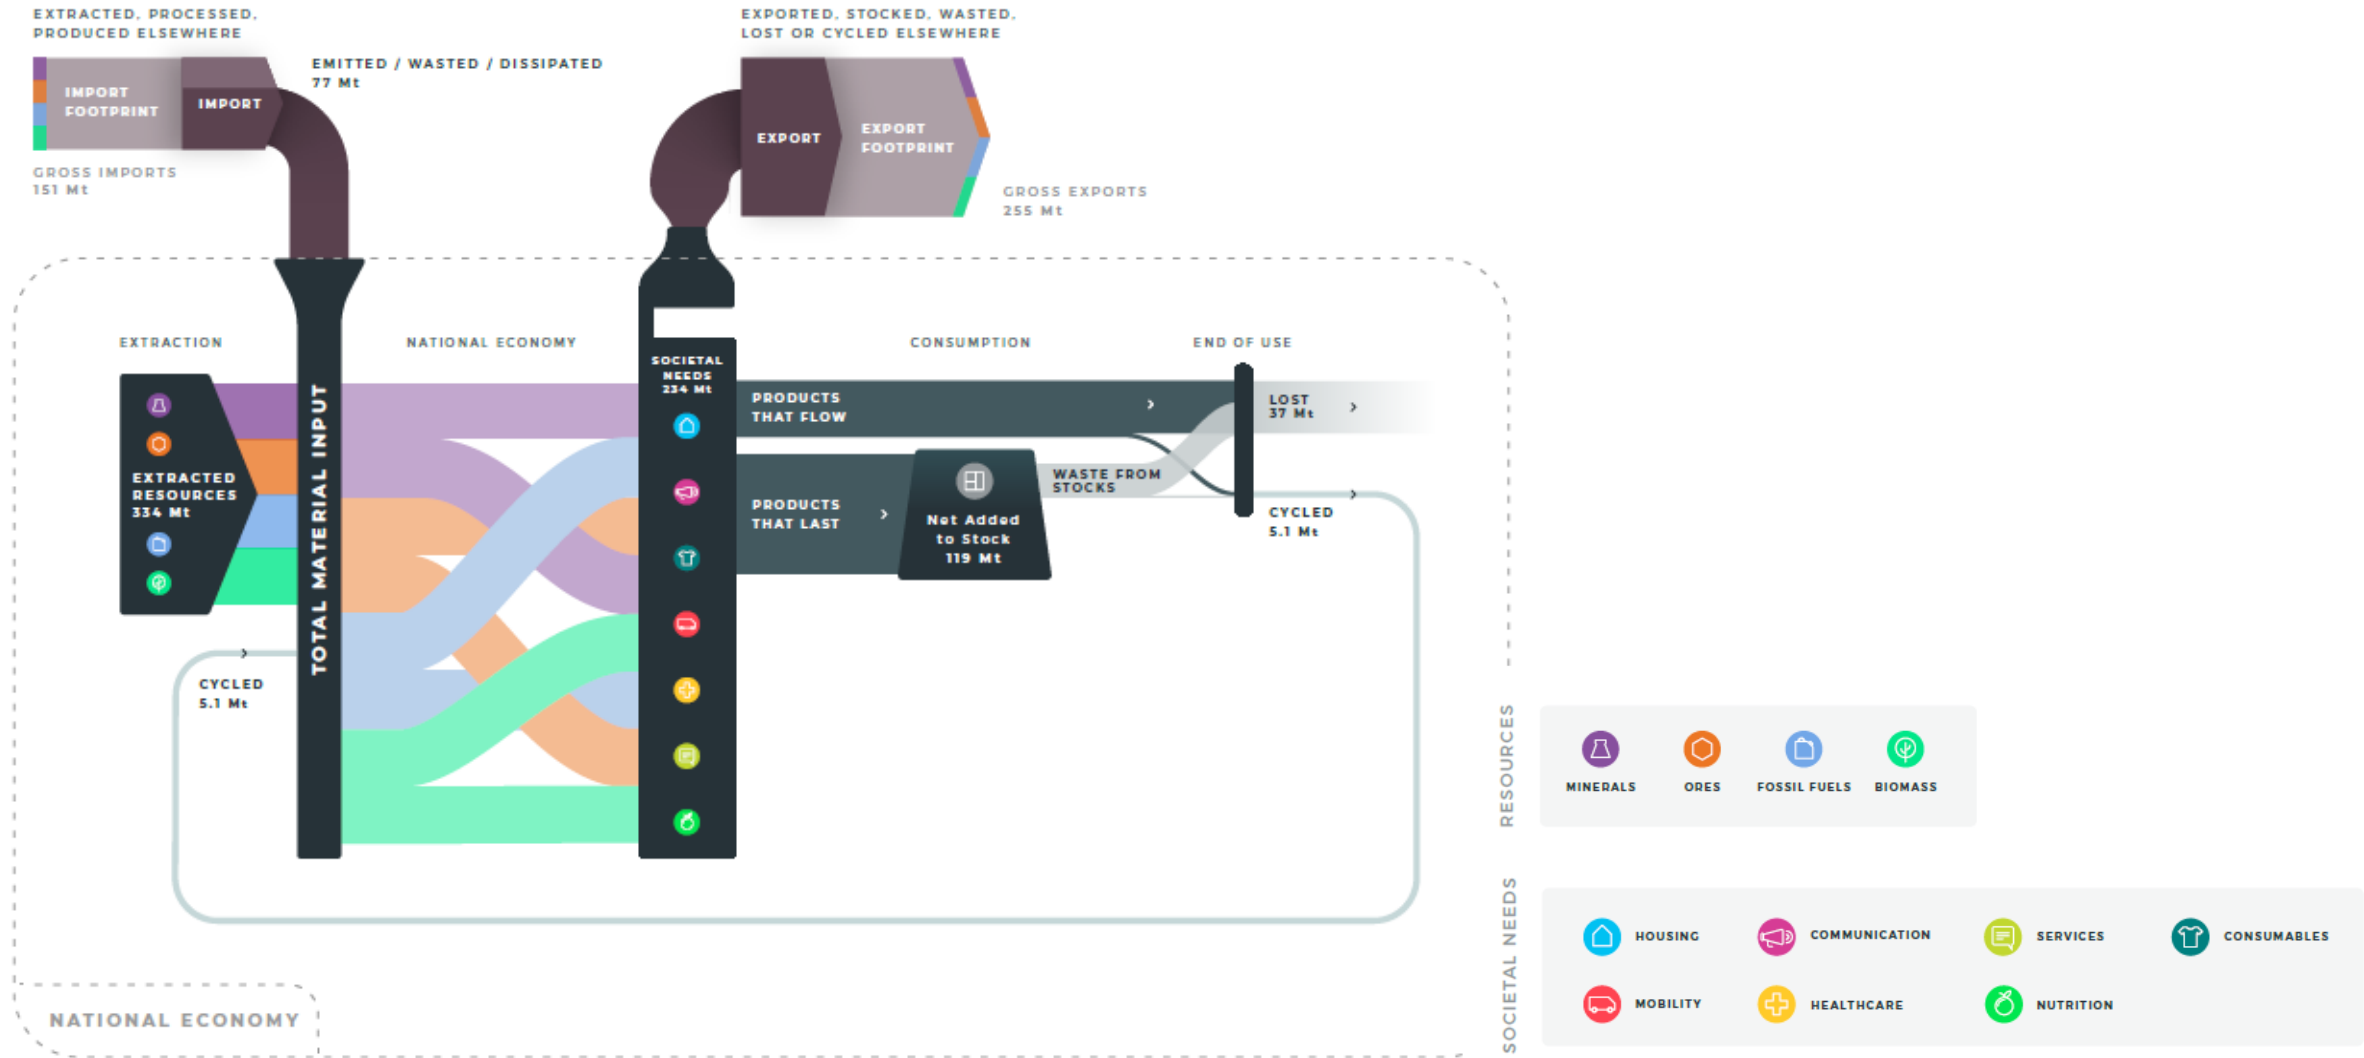 EXTRACTED, PROCESSED,
PRODUCED ELSEWHERE
IMPORT
FOOTPRINT
IMPORT
GROSS IMPORTS
151 Mt
EMITTED / WASTED / DISSIPATED
77 Mt
EXPORTED, STOCKED, WASTED,
LOST OR CYCLED ELSEWHERE
EXPORT
EXPORT
FOOTPRINT
GROSS EXPORTS
255 Mt
EXTRACTION
NATIONAL ECONOMY
CONSUMPTION
END OF USE
EXTRACTED
RESOURCES
334 Mt
TOTAL MATERIAL INPUT
CYCLED
5.1 Mt
SOCIETAL
NEEDS
234 Mt
PRODUCTS
THAT FLOW
PRODUCTS
THAT LAST
Net Added
to Stock
119 Mt
WASTE FROM
STOCKS
LOST
37 Mt
CYCLED
5.1 Mt
NATIONAL ECONOMY
RESOURCES
MINERALS
ORES
FOSSIL FUELS
BIOMASS
SOCIETAL NEEDS
HOUSING
COMMUNICATION
SERVICES
CONSUMABLES
MOBILITY
HEALTHCARE
NUTRITION